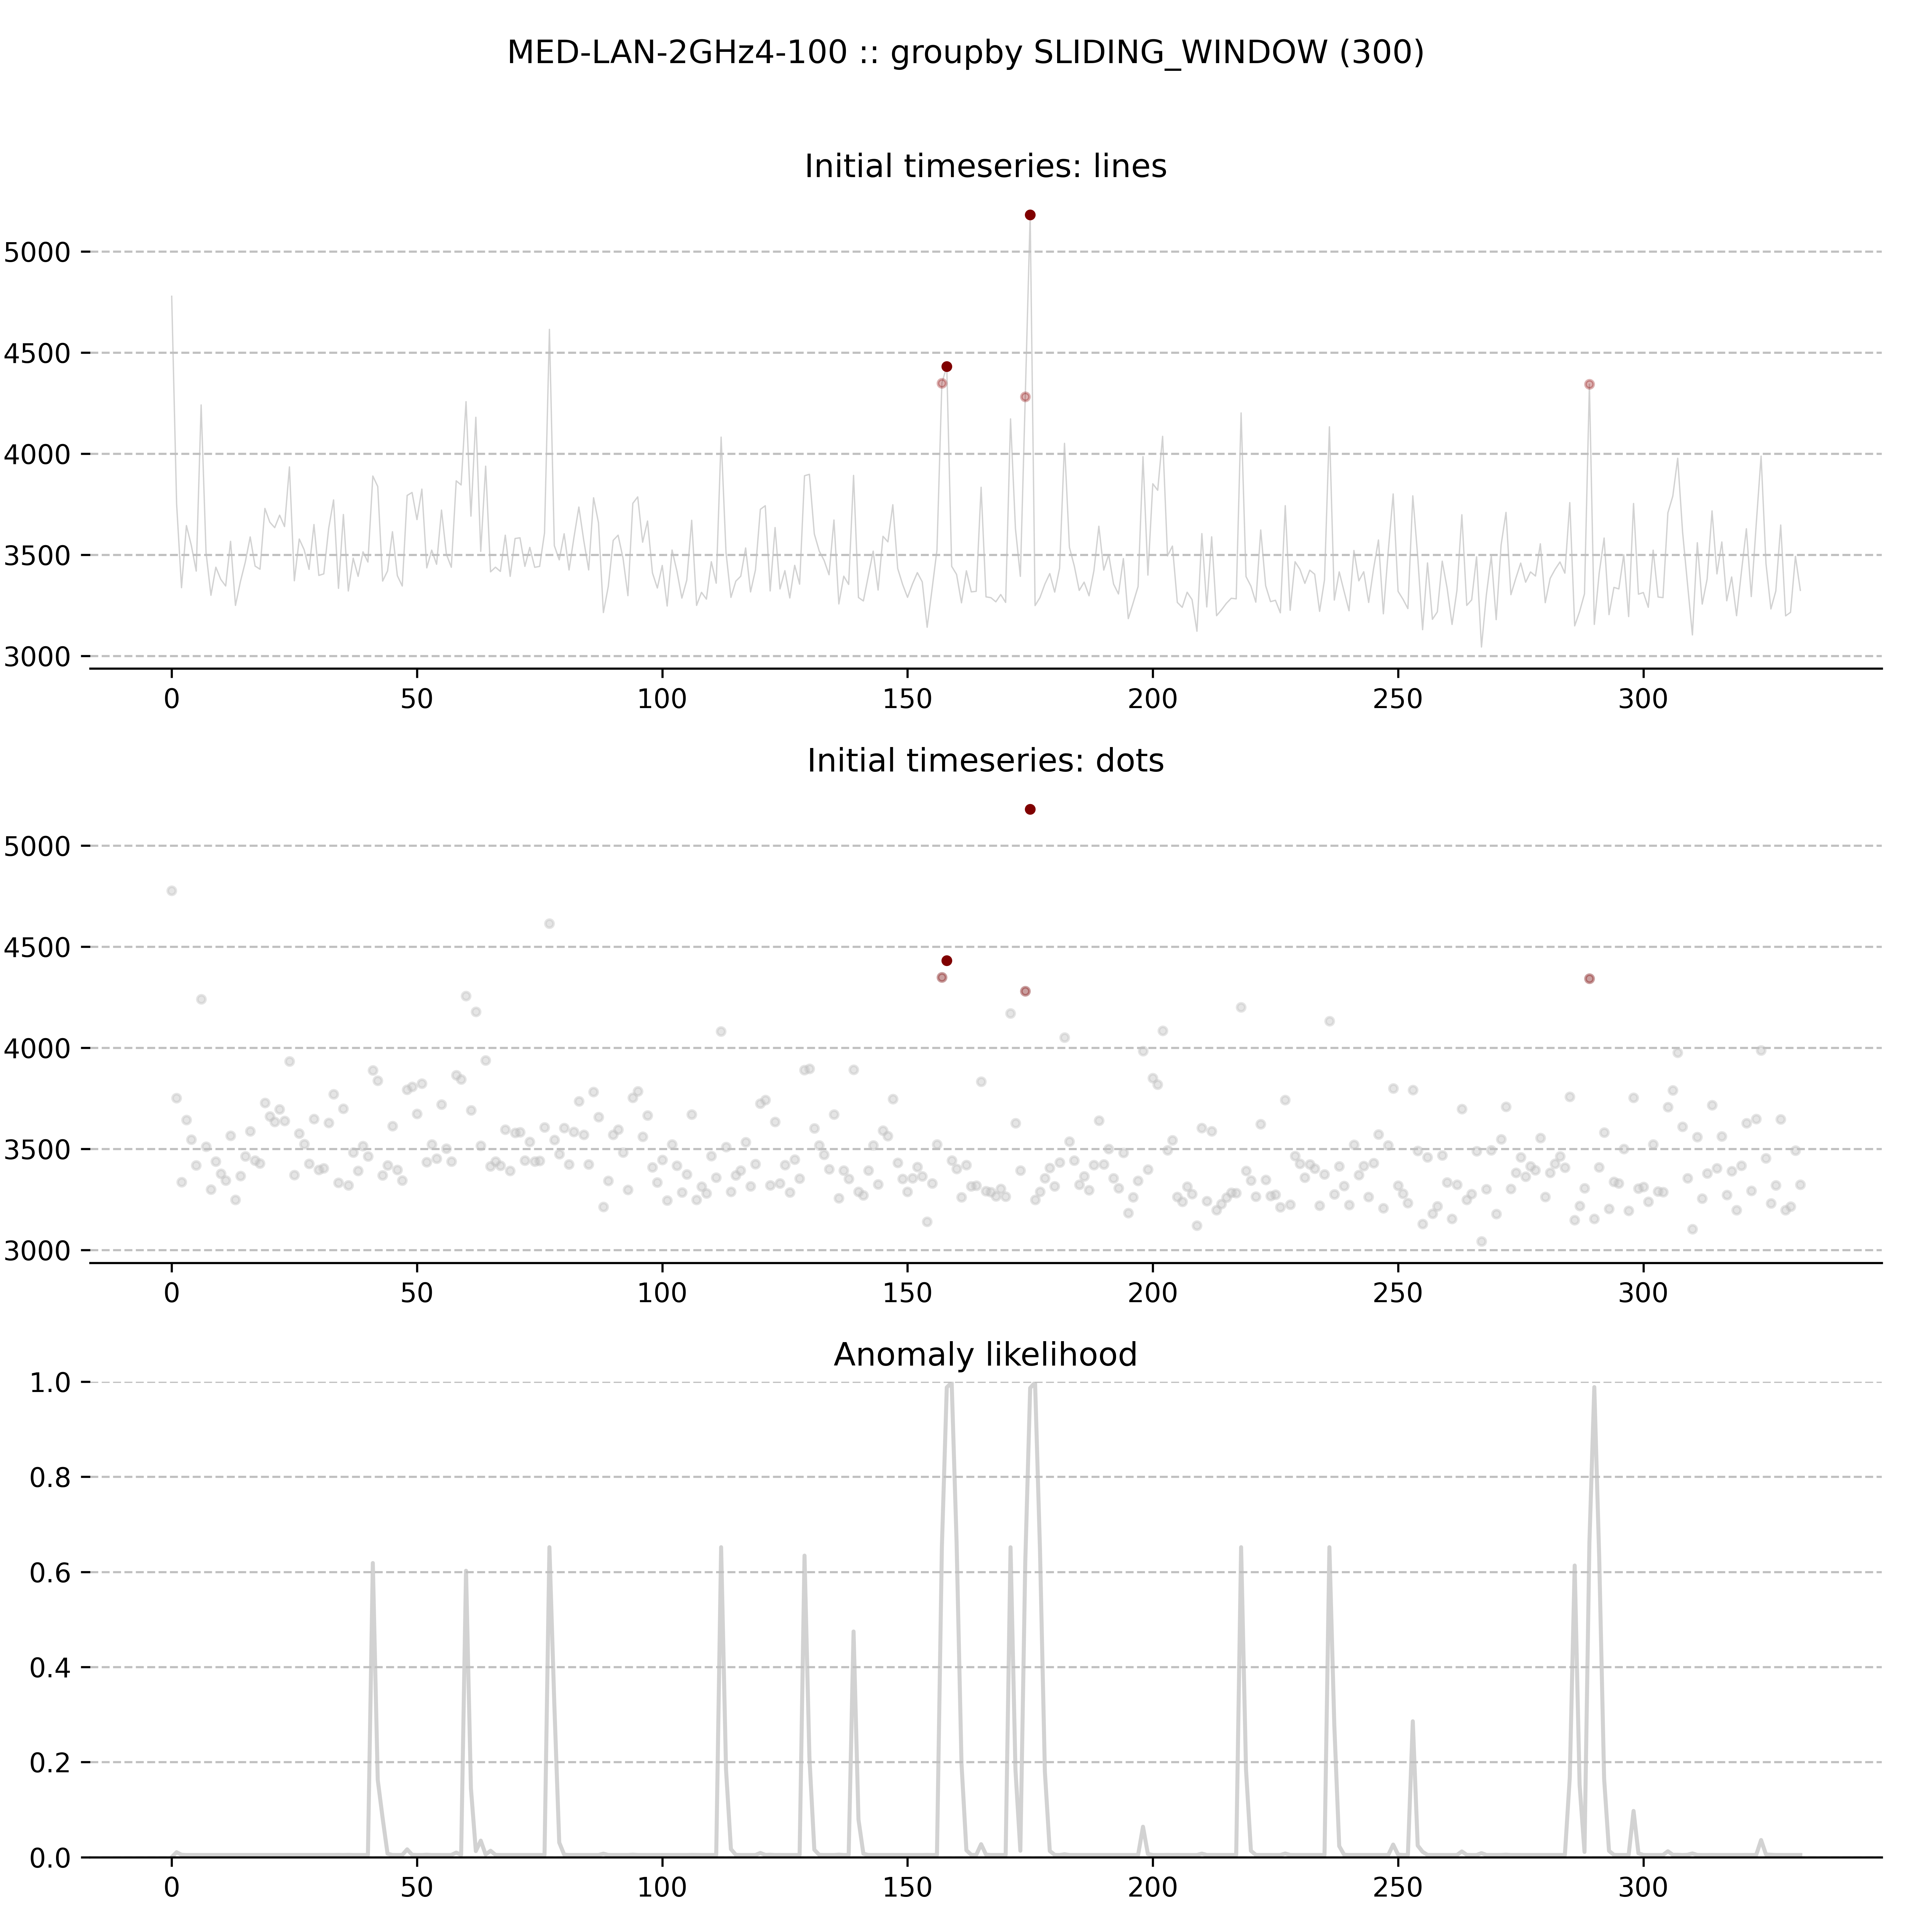 MED-LAN-2GHz4-100 :: groupby SLIDING_WINDOW (300)
Initial timeseries: lines
5000
4500
4000
3500
3000
0 50 100 150 200 250 300
Initial timeseries: dots
5000
4500
4000
3500
3000
0 50 100 150 200 250 300
Anomaly likelihood
1.0
0.8
0.6
0.4
0.2
0.0
0 50 100 150 200 250 300